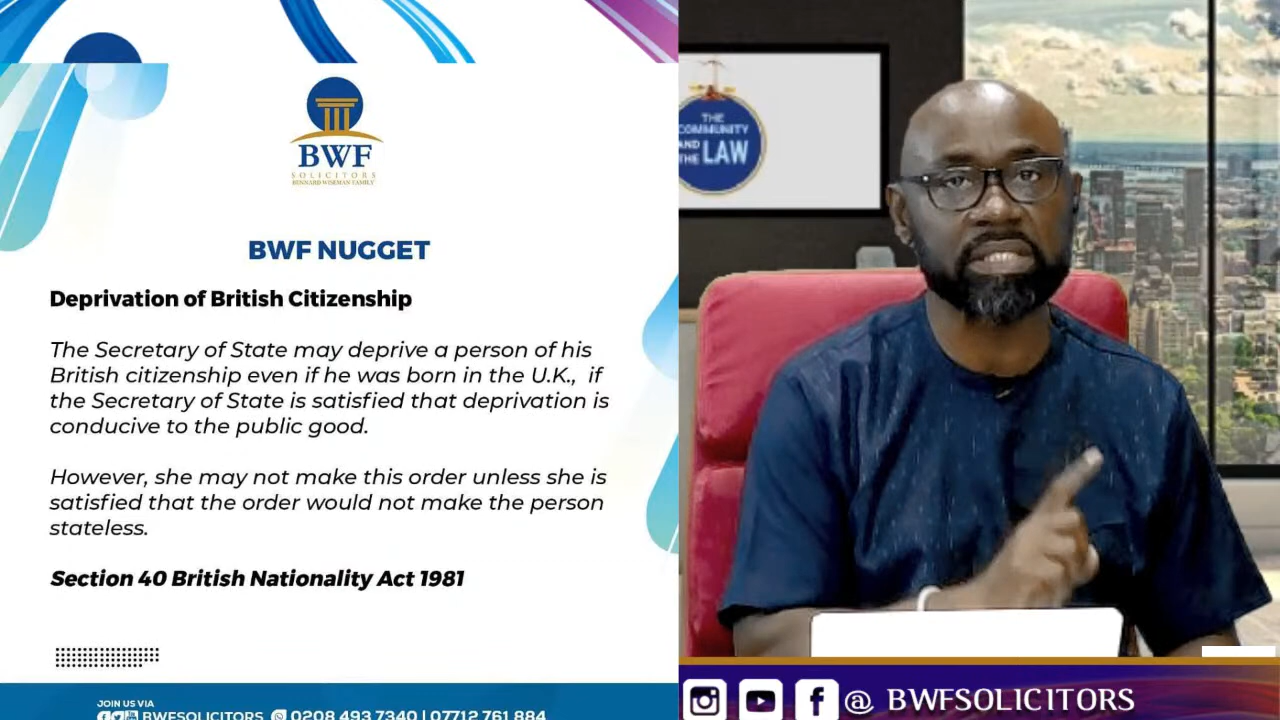 BWF
SOLICITORS
BENNARD WISEMAN FAMILY
BWF NUGGET
Deprivation of British Citizenship
The Secretary of State may deprive a person of his
British citizenship even if he was born in the U.K., if
the Secretary of State is satisfied that deprivation is
conducive to the public good.
However, she may not make this order unless she is
satisfied that the order would not make the person
stateless.
Section 40 British Nationality Act 1981
JOIN US VIA
BWFSOLICITORS 0208 493 7340 | 07712 761 884
THE
COMMUNITY
AND
THE LAW
@ BWFSOLICITORS